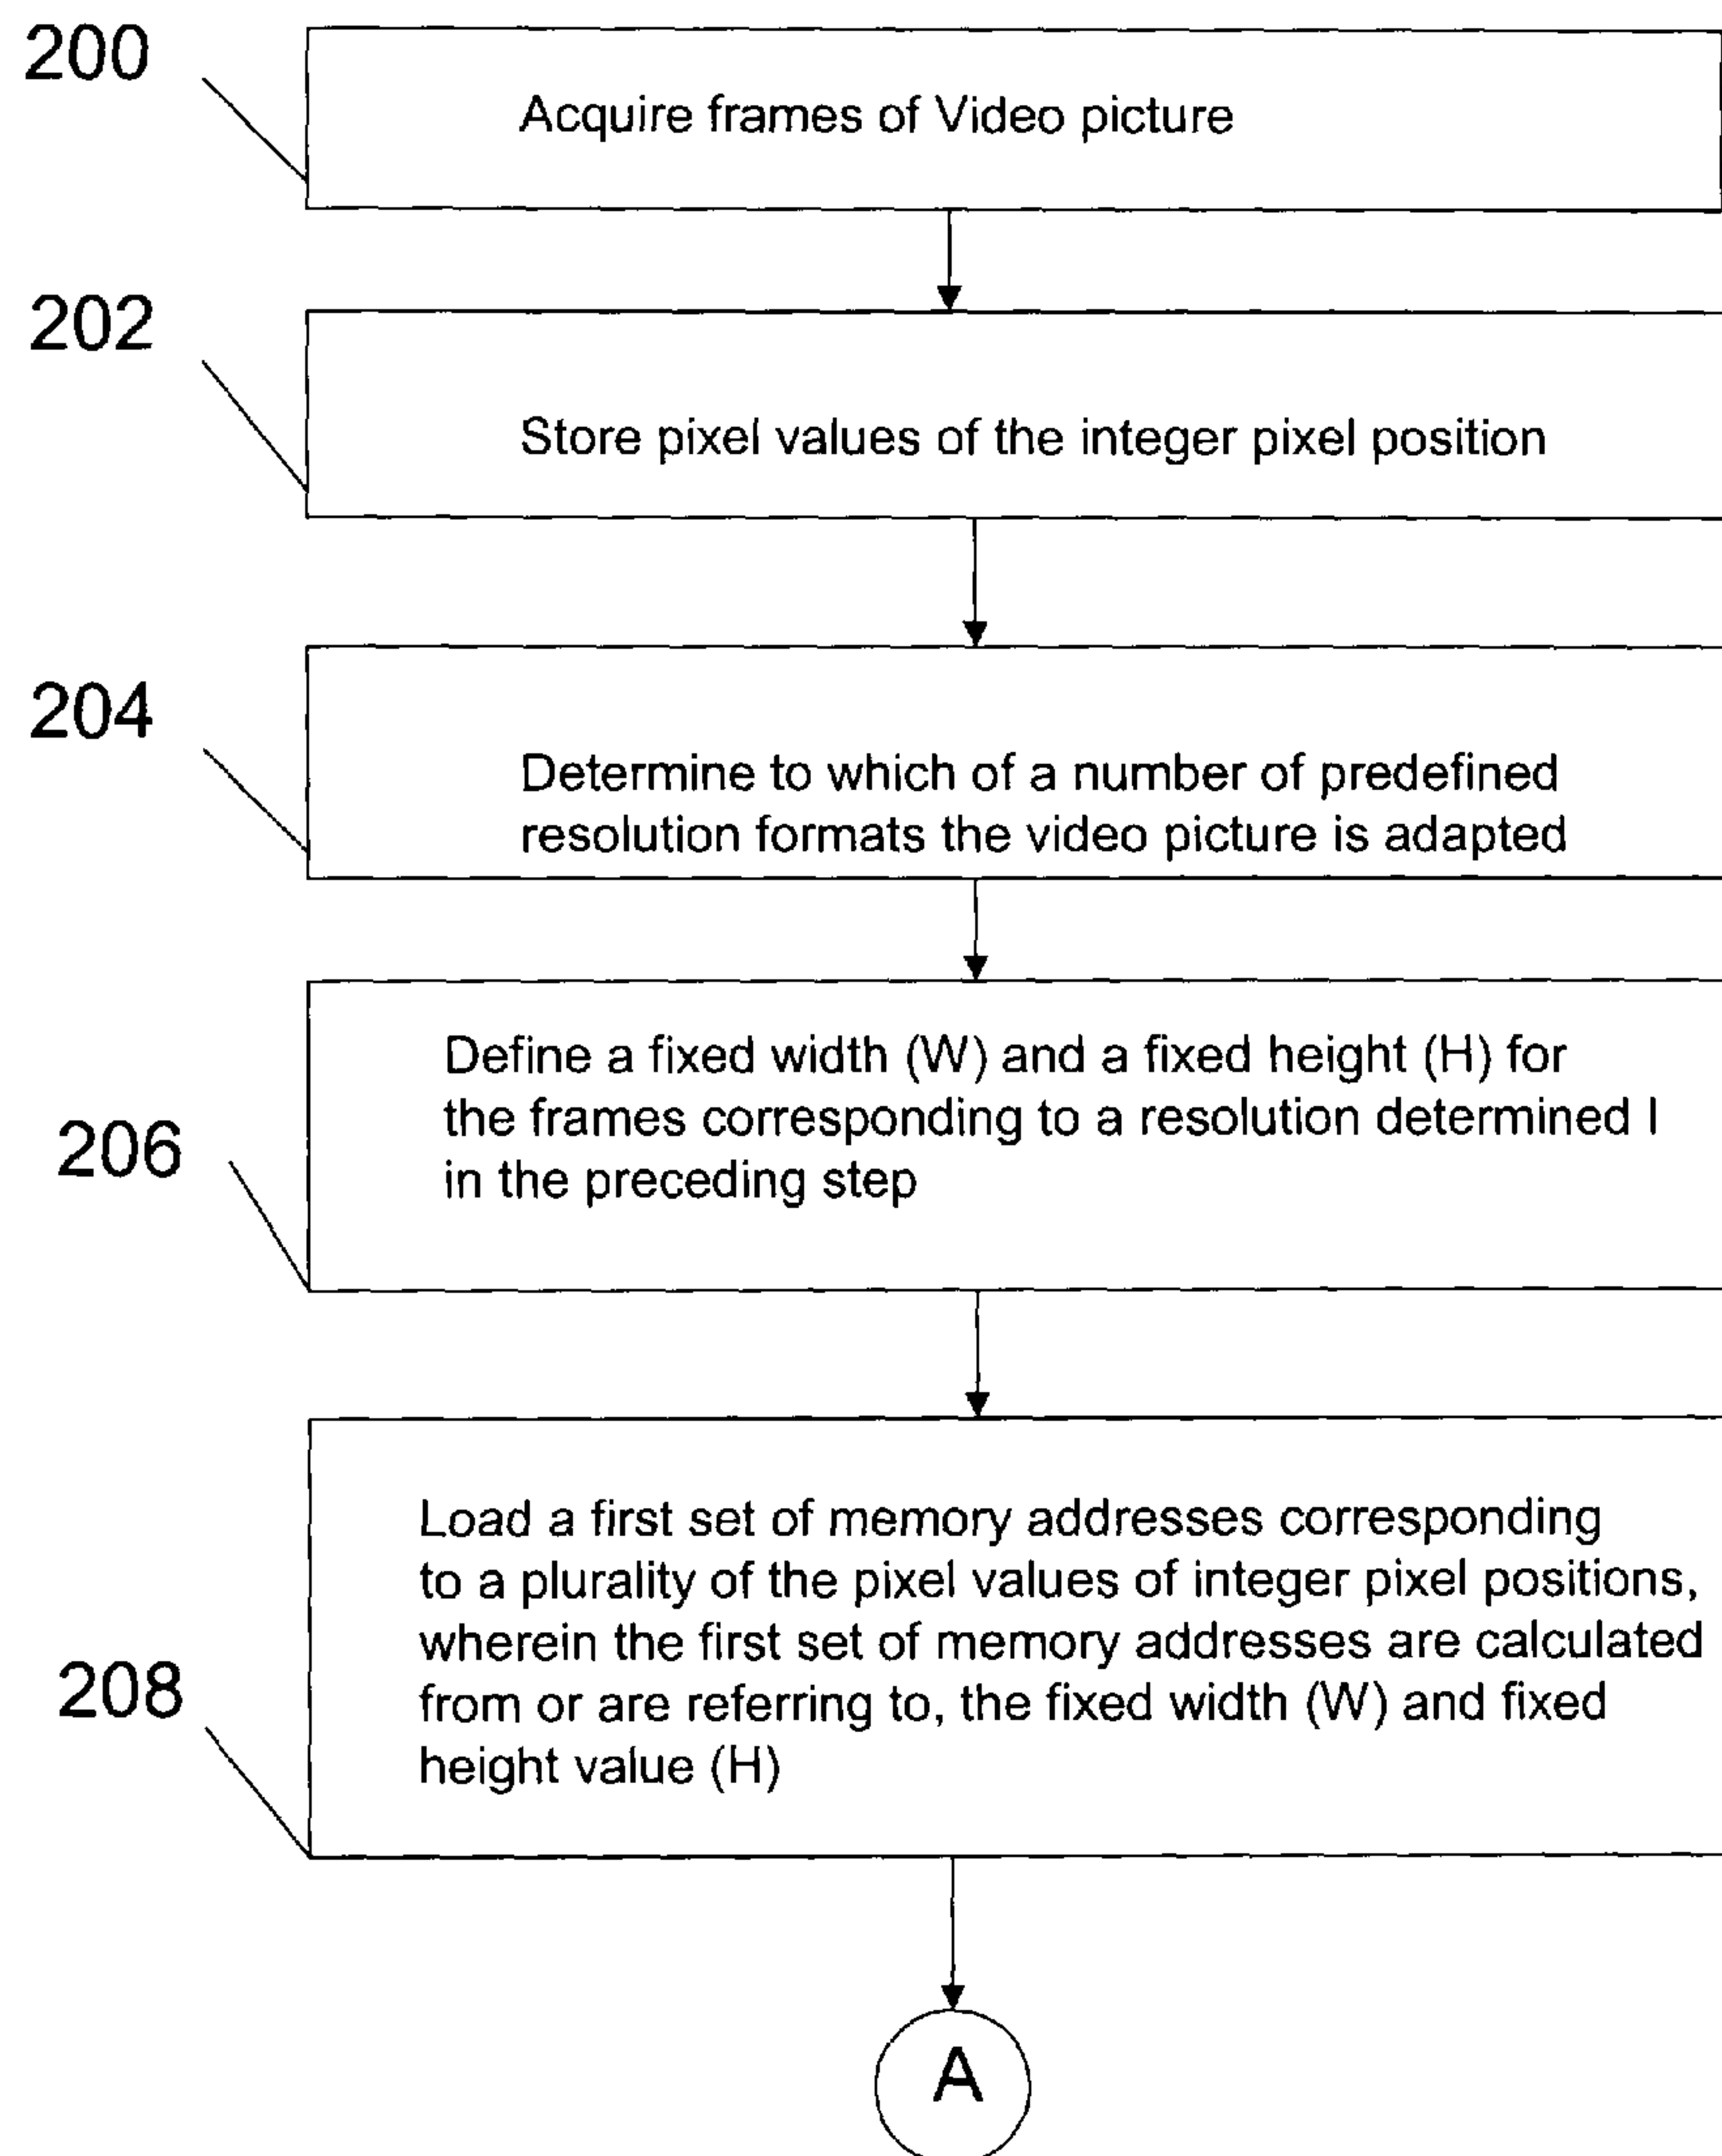 200
Acquire frames of Video picture
202
Store pixel values of the integer pixel position
204
Determine to which of a number of predefined
resolution formats the video picture is adapted
206
Define a fixed width (W) and a fixed height (H) for
the frames corresponding to a resolution determined I
in the preceding step
208
Load a first set of memory addresses corresponding
to a plurality of the pixel values of integer pixel positions,
wherein the first set of memory addresses are calculated
from or are referring to, the fixed width (W) and fixed
height value (H)
A